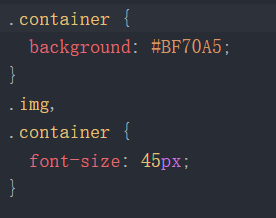 .container {
  background: #BF70A5;
}
.img,
.container {
  font-size: 45px;
}